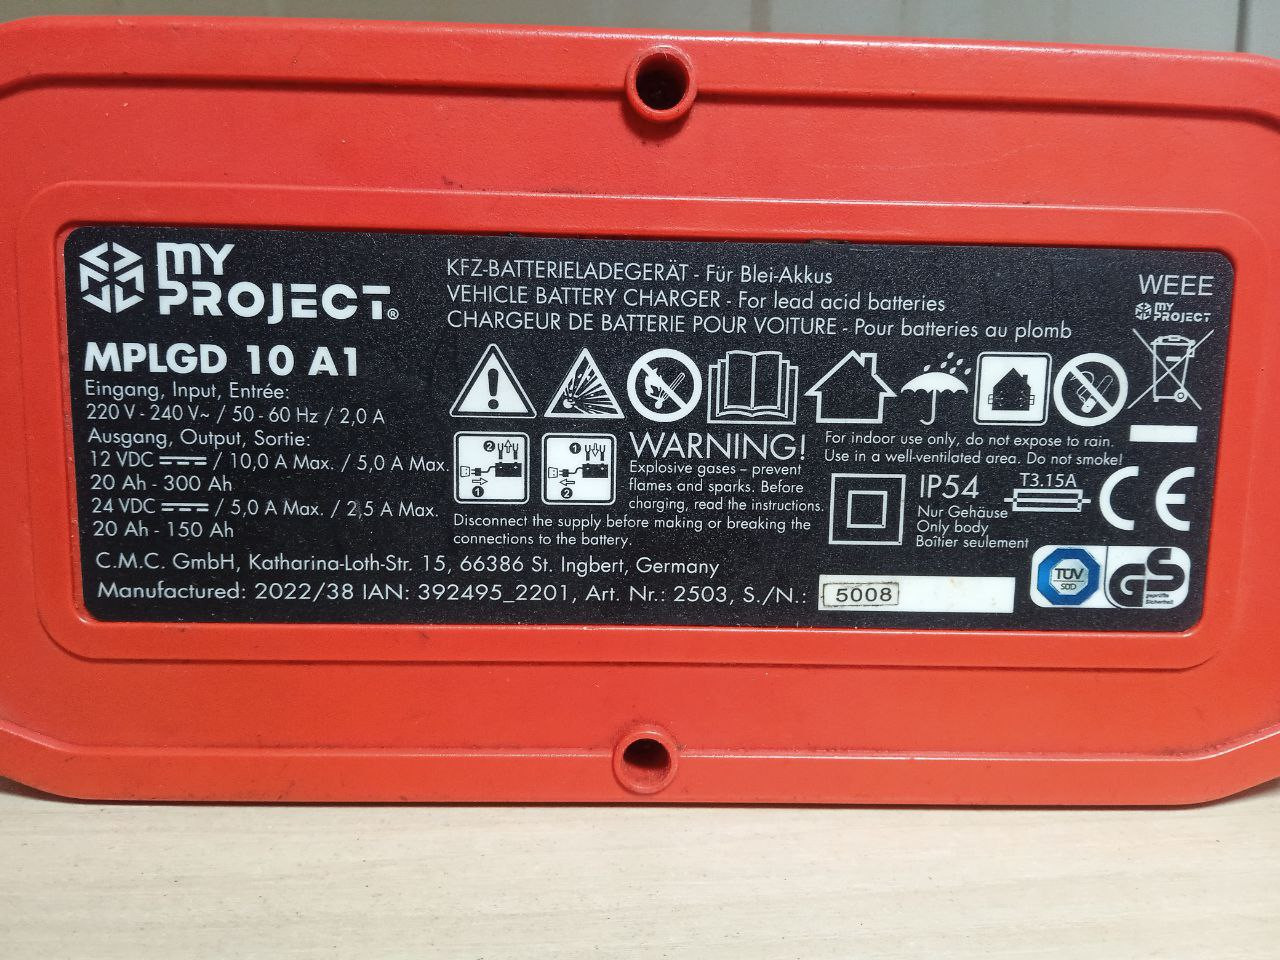 MY PROJECT®
MPLGD 10 A1
Eingang, Input, Entrée:
220 V - 240 V~ / 50 - 60 Hz / 2,0 A
Ausgang, Output, Sortie:
12 VDC ⎓ / 10,0 A Max. / 5,0 A Max.
20 Ah - 300 Ah
24 VDC ⎓ / 5,0 A Max. / 2,5 A Max.
20 Ah - 150 Ah
KFZ-BATTERIELADEGERÄT - Für Blei-Akkus
VEHICLE BATTERY CHARGER - For lead acid batteries
CHARGEUR DE BATTERIE POUR VOITURE - Pour batteries au plomb
WEEE
MY PROJECT
2
1
1
2
WARNING!
Explosive gases – prevent
flames and sparks. Before
charging, read the instructions.
Disconnect the supply before making or breaking the
connections to the battery.
For indoor use only, do not expose to rain.
Use in a well-ventilated area. Do not smoke!
IP54
Nur Gehäuse
Only body
Boîtier seulement
T3.15A
CE
C.M.C. GmbH, Katharina-Loth-Str. 15, 66386 St. Ingbert, Germany
Manufactured: 2022/38 IAN: 392495_2201, Art. Nr.: 2503, S./N.: 5008
TÜV
SÜD
GS
geprüfte
Sicherheit